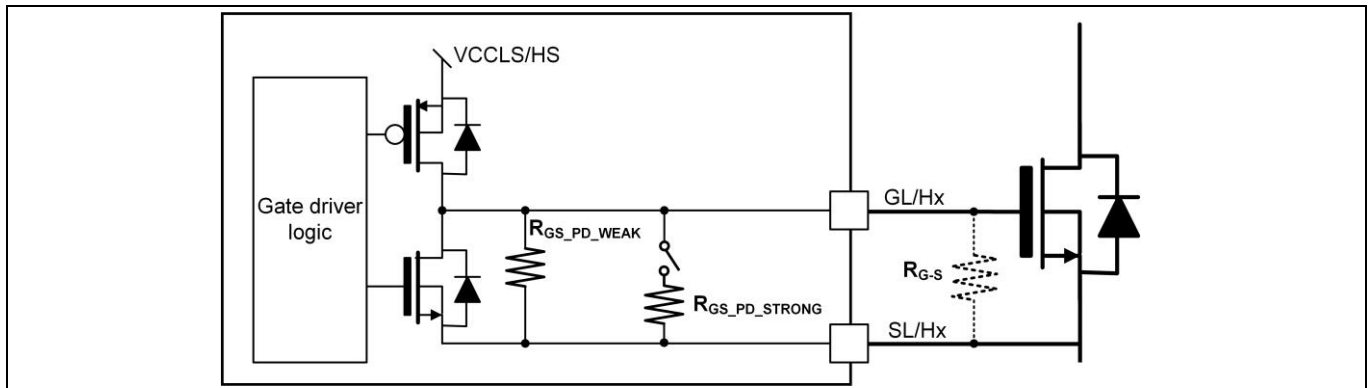 VCCLS/HS
Gate driver
logic
RGS_PD_WEAK
RGS_PD_STRONG
GL/Hx
RG-S
SL/Hx